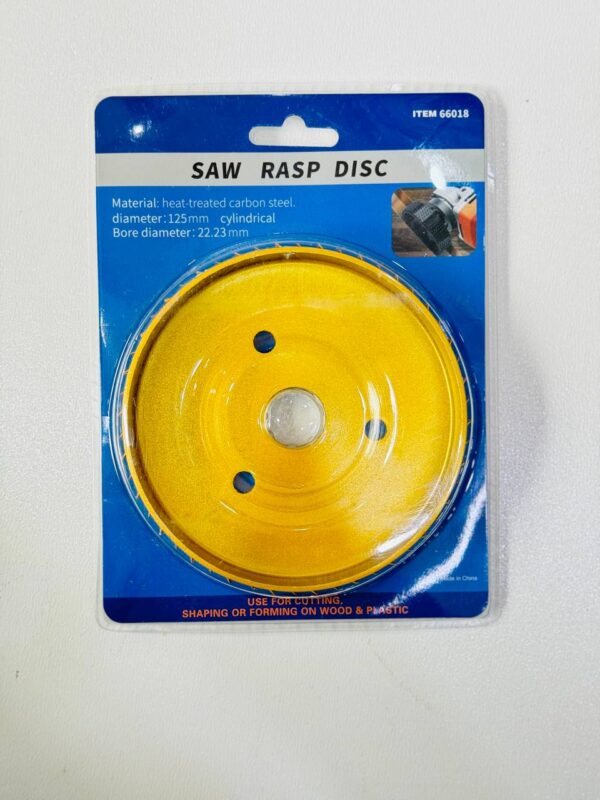 ITEM 66018
SAW RASP DISC
Material: heat-treated carbon steel.
diameter: 125mm cylindrical
Bore diameter: 22.23mm
Made in China
USE FOR CUTTING,
SHAPING OR FORMING ON WOOD & PLASTIC